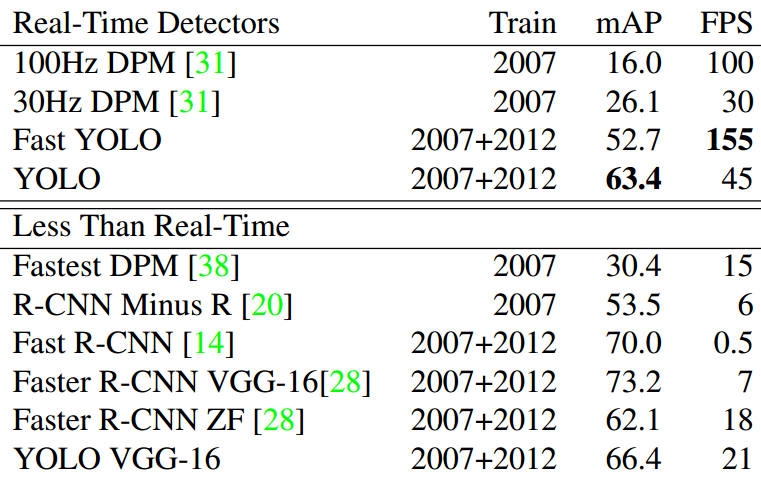 Real-Time Detectors Train mAP FPS
100Hz DPM [31] 2007 16.0 100
30Hz DPM [31] 2007 26.1 30
Fast YOLO 2007+2012 52.7 155
YOLO 2007+2012 63.4 45
Less Than Real-Time
Fastest DPM [38] 2007 30.4 15
R-CNN Minus R [20] 2007 53.5 6
Fast R-CNN [14] 2007+2012 70.0 0.5
Faster R-CNN VGG-16[28] 2007+2012 73.2 7
Faster R-CNN ZF [28] 2007+2012 62.1 18
YOLO VGG-16 2007+2012 66.4 21